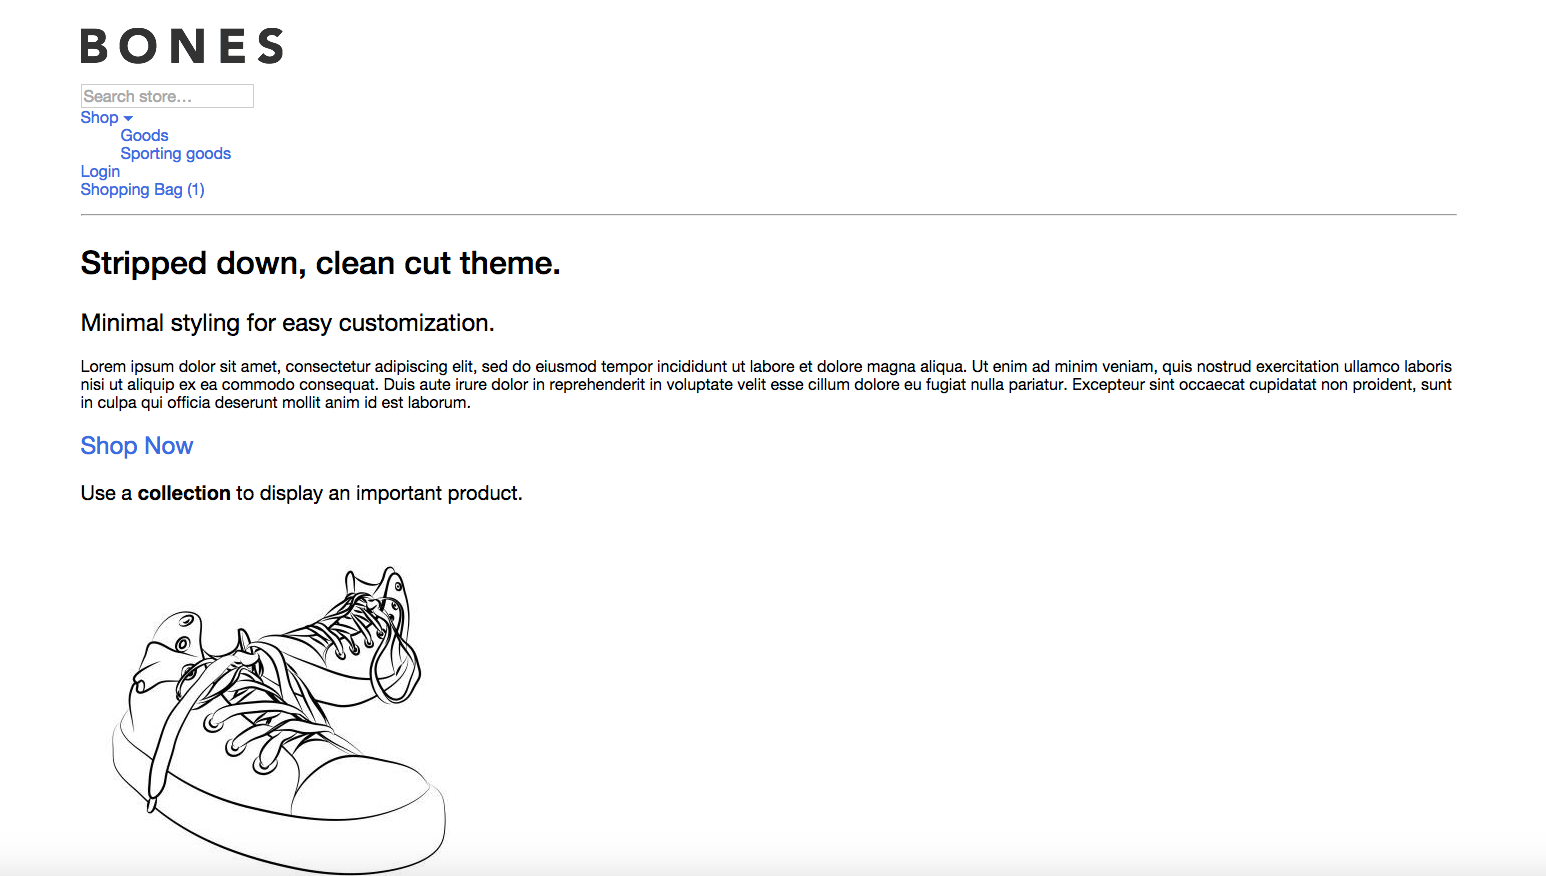 BONES
Search store...
Shop
Goods
Sporting goods
Login
Shopping Bag (1)
Stripped down, clean cut theme.
Minimal styling for easy customization.
Lorem ipsum dolor sit amet, consectetur adipiscing elit, sed do eiusmod tempor incididunt ut labore et dolore magna aliqua. Ut enim ad minim veniam, quis nostrud exercitation ullamco laboris
nisi ut aliquip ex ea commodo consequat. Duis aute irure dolor in reprehenderit in voluptate velit esse cillum dolore eu fugiat nulla pariatur. Excepteur sint occaecat cupidatat non proident, sunt
in culpa qui officia deserunt mollit anim id est laborum.
Shop Now
Use a collection to display an important product.